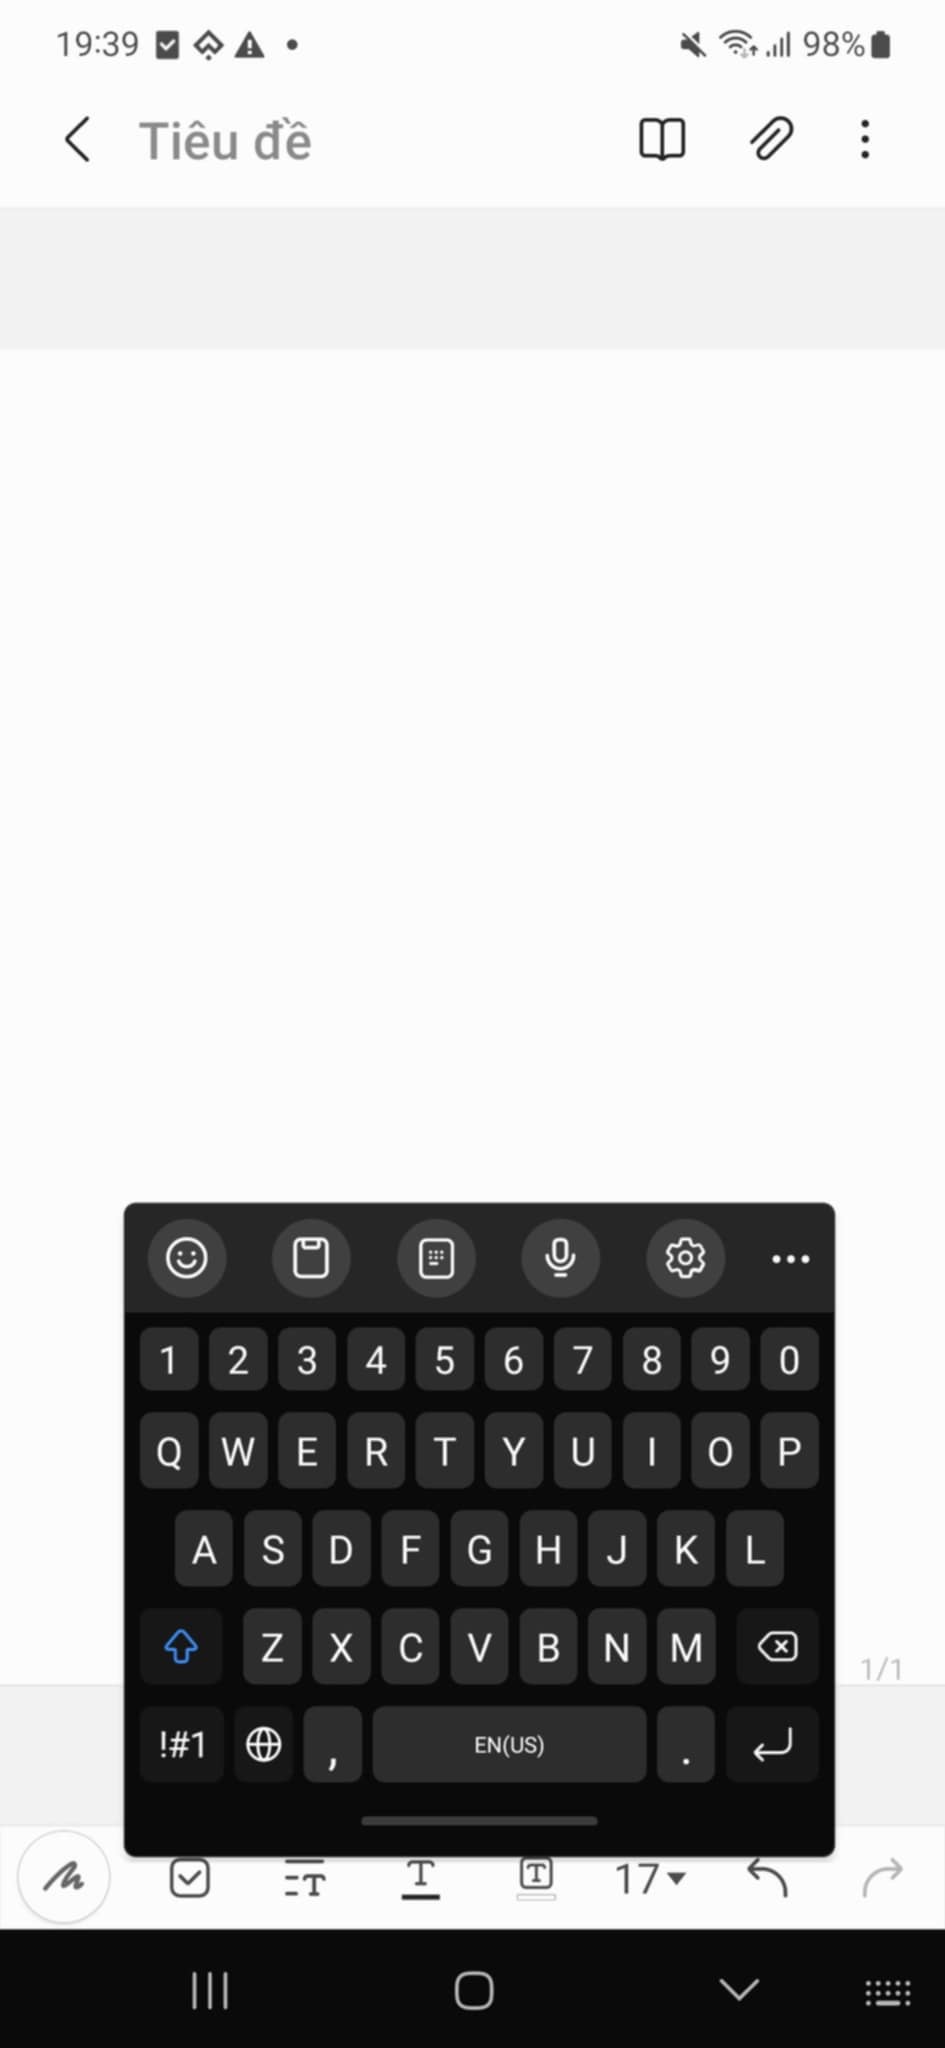 19:39 98%
Tiêu đề
1 2 3 4 5 6 7 8 9 0
Q W E R T Y U I O P
A S D F G H J K L
Z X C V B N M
1/1
!#1 , EN(US) .
T T T 17